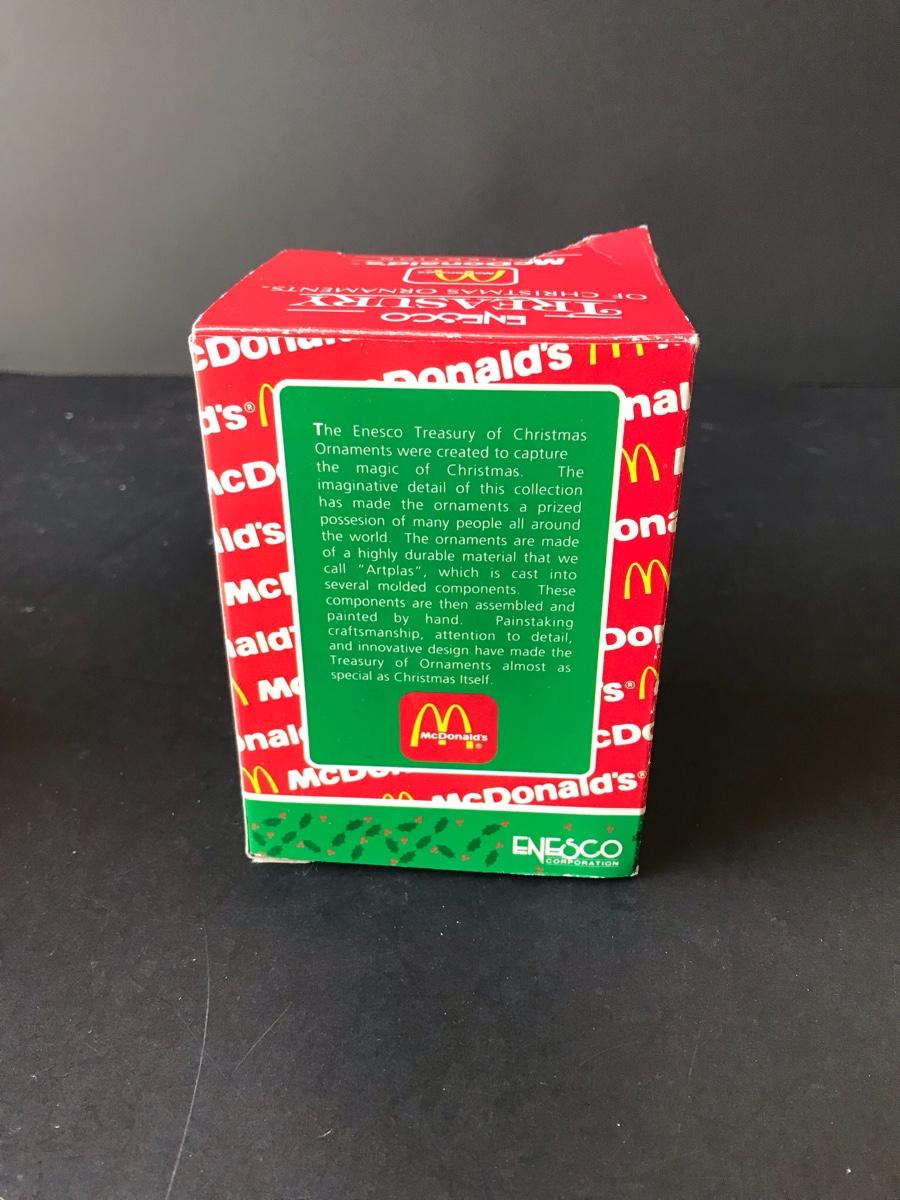 McDonald's
McDonald's
OF CHRISTMAS ORNAMENTS™
TREASURY
ENESCO
McDonald's
d's®
The Enesco Treasury of Christmas
Ornaments were created to capture
the magic of Christmas. The
imaginative detail of this collection
has made the ornaments a prized
possesion of many people all around
the world. The ornaments are made
of a highly durable material that we
call "Artplas", which is cast into
several molded components. These
components are then assembled and
painted by hand. Painstaking
craftsmanship, attention to detail,
and innovative design have made the
Treasury of Ornaments almost as
special as Christmas Itself.
McDonald's®
McDonald's®
ENESCO
CORPORATION